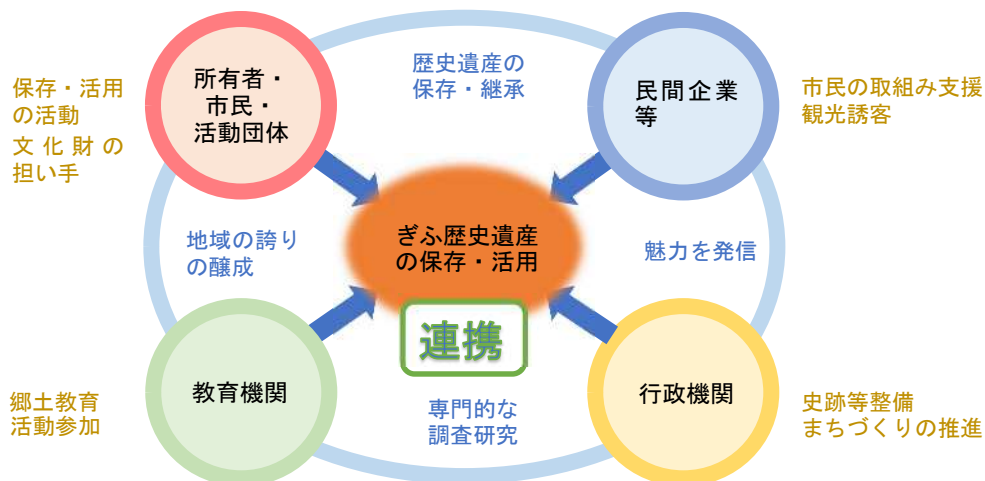 保存・活用
の活動
文化財の
担い手
所有者・
市民・
活動団体
歴史遺産の
保存・継承
民間企業
等
市民の取組み支援
観光誘客
地域の誇り
の醸成
ぎふ歴史遺産
の保存・活用
魅力を発信
連携
郷土教育
活動参加
教育機関
専門的な
調査研究
行政機関
史跡等整備
まちづくりの推進